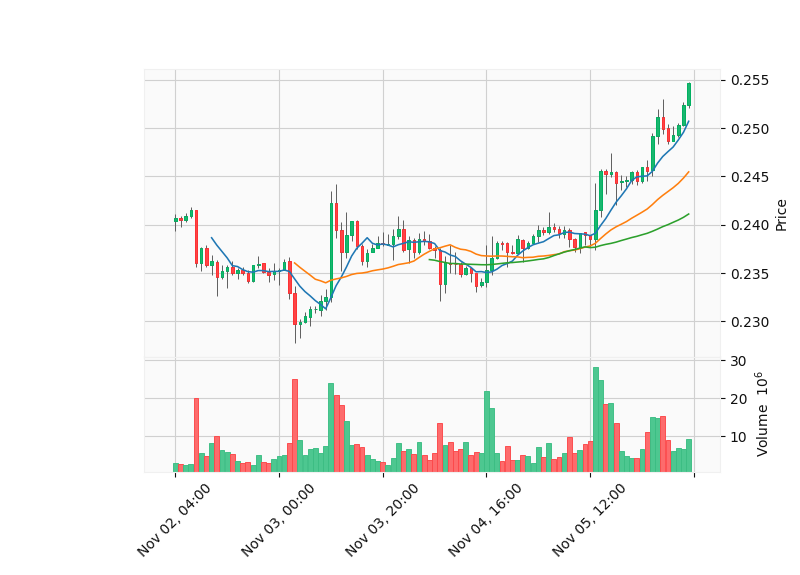 0.255
0.250
0.245
0.240
0.235
0.230
Price
30
20
10
Volume 10^6
Nov 02, 04:00
Nov 03, 00:00
Nov 03, 20:00
Nov 04, 16:00
Nov 05, 12:00